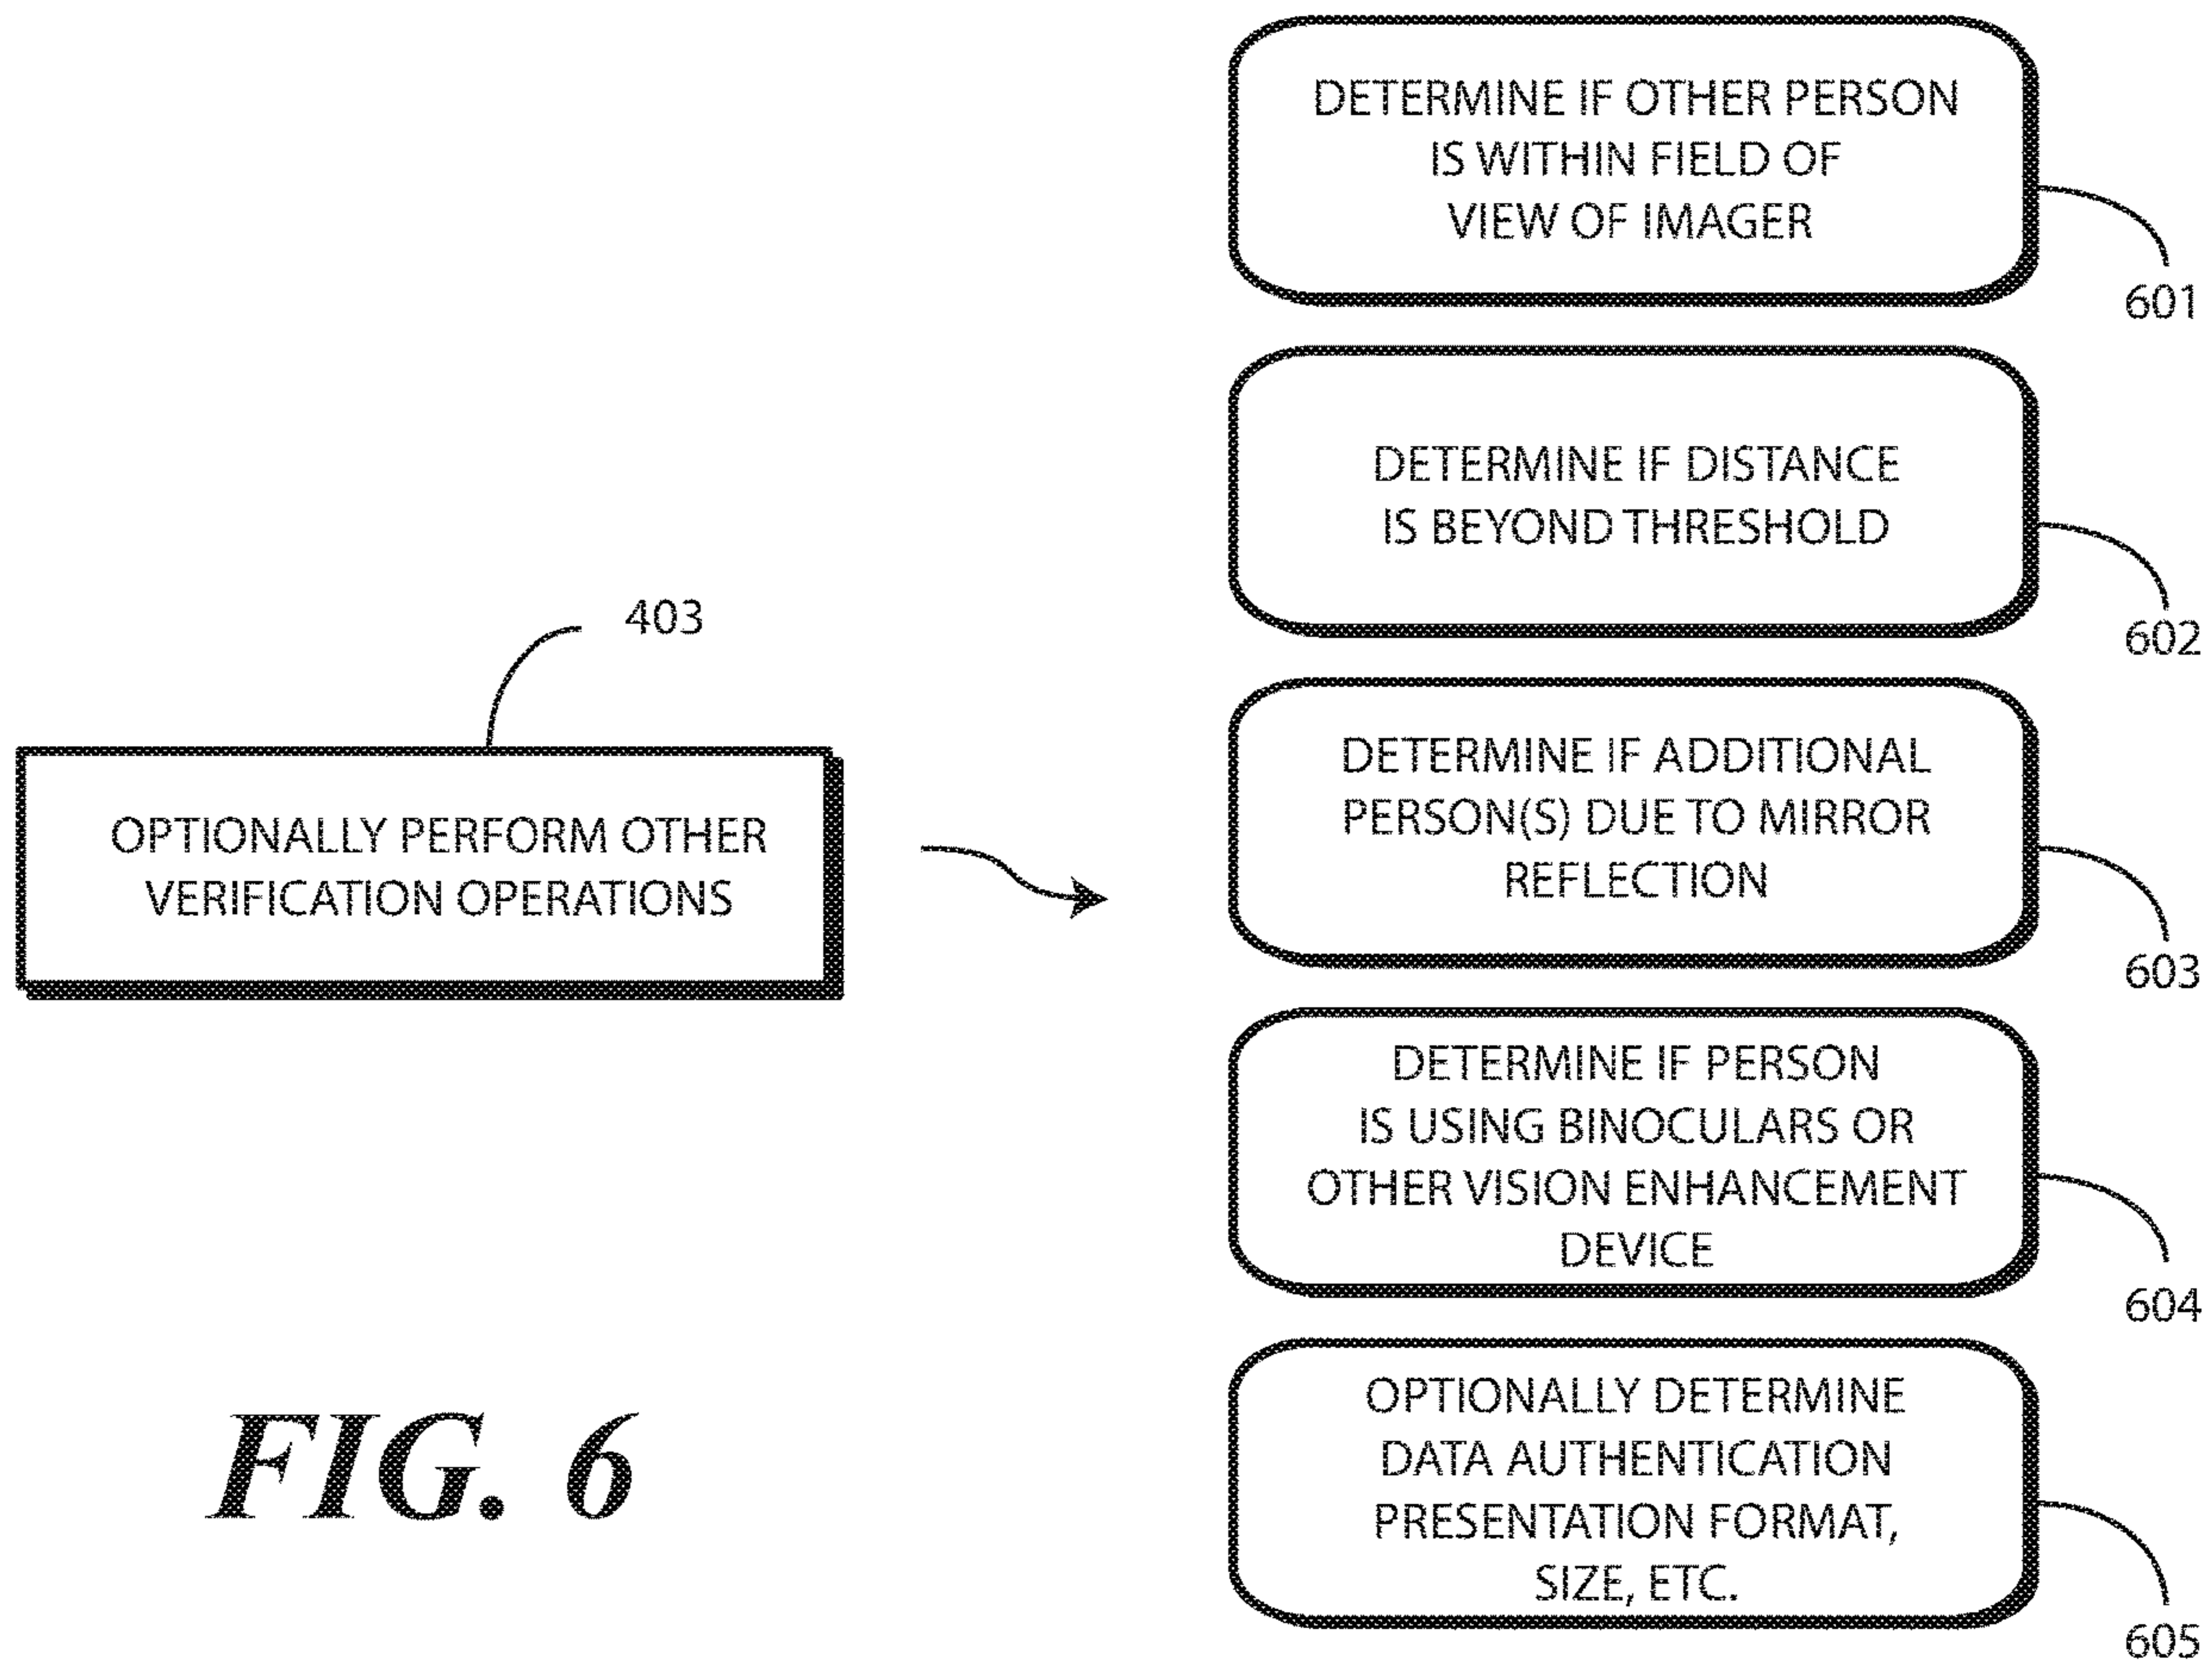 DETERMINE IF OTHER PERSON
IS WITHIN FIELD OF
VIEW OF IMAGER
601
DETERMINE IF DISTANCE
IS BEYOND THRESHOLD
602
403
OPTIONALLY PERFORM OTHER
VERIFICATION OPERATIONS
DETERMINE IF ADDITIONAL
PERSON(S) DUE TO MIRROR
REFLECTION
603
DETERMINE IF PERSON
IS USING BINOCULARS OR
OTHER VISION ENHANCEMENT
DEVICE
604
OPTIONALLY DETERMINE
DATA AUTHENTICATION
PRESENTATION FORMAT,
SIZE, ETC.
605
FIG. 6